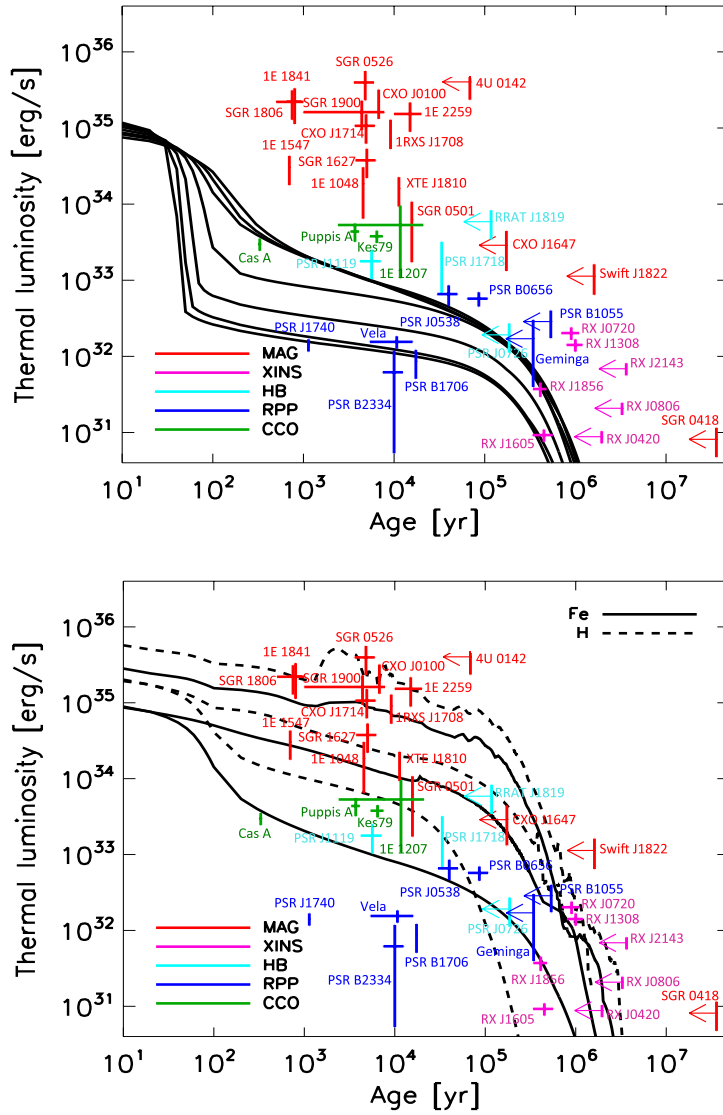 Thermal luminosity [erg/s]
10^36
10^35
10^34
10^33
10^32
10^31
SGR 0526
4U 0142
1E 1841
CXO J0100
SGR 1806
SGR 1900
1E 2259
CXO J1714
1RXS J1708
1E 1547
SGR 1627
1E 1048
XTE J1810
SGR 0501
RRAT J1819
Puppis A
Cas A
Kes79
CXO J1647
PSR J1119
1E 1207
PSR J1718
Swift J1822
PSR B0656
PSR J0538
PSR B1055
PSR J1740
Vela
RX J0720
PSR J0726
RX J1308
Geminga
RX J2143
PSR B1706
RX J1856
PSR B2334
RX J0806
SGR 0418
RX J1605
RX J0420
MAG
XINS
HB
RPP
CCO
10^1 10^2 10^3 10^4 10^5 10^6 10^7
Age [yr]
Thermal luminosity [erg/s]
10^36
10^35
10^34
10^33
10^32
10^31
Fe
H
SGR 0526
4U 0142
1E 1841
CXO J0100
SGR 1806
SGR 1900
1E 2259
CXO J1714
1RXS J1708
1E 1547
SGR 1627
1E 1048
XTE J1810
SGR 0501
RRAT J1819
Puppis A
Cas A
Kes79
CXO J1647
PSR J1119
1E 1207
PSR J1718
Swift J1822
PSR B0656
PSR J0538
PSR B1055
PSR J1740
Vela
RX J0720
PSR J0726
RX J1308
Geminga
RX J2143
PSR B1706
RX J1856
PSR B2334
RX J0806
SGR 0418
RX J1605
RX J0420
MAG
XINS
HB
RPP
CCO
10^1 10^2 10^3 10^4 10^5 10^6 10^7
Age [yr]